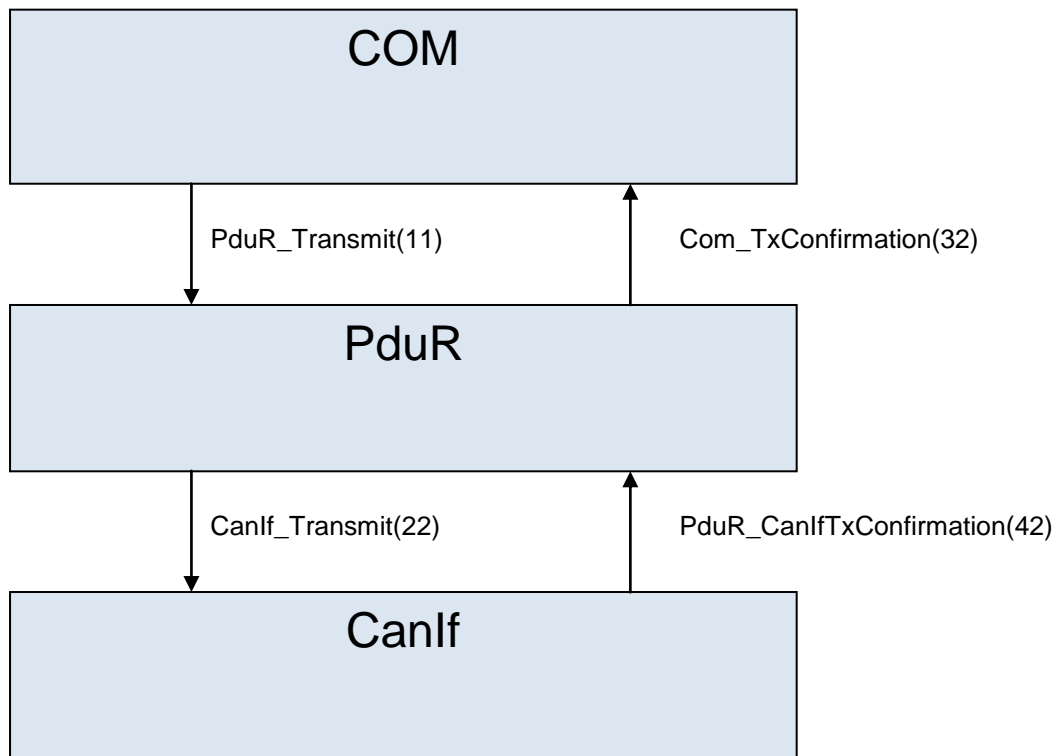 COM
PduR_Transmit(11)
Com_TxConfirmation(32)
PduR
CanIf_Transmit(22)
PduR_CanIfTxConfirmation(42)
CanIf